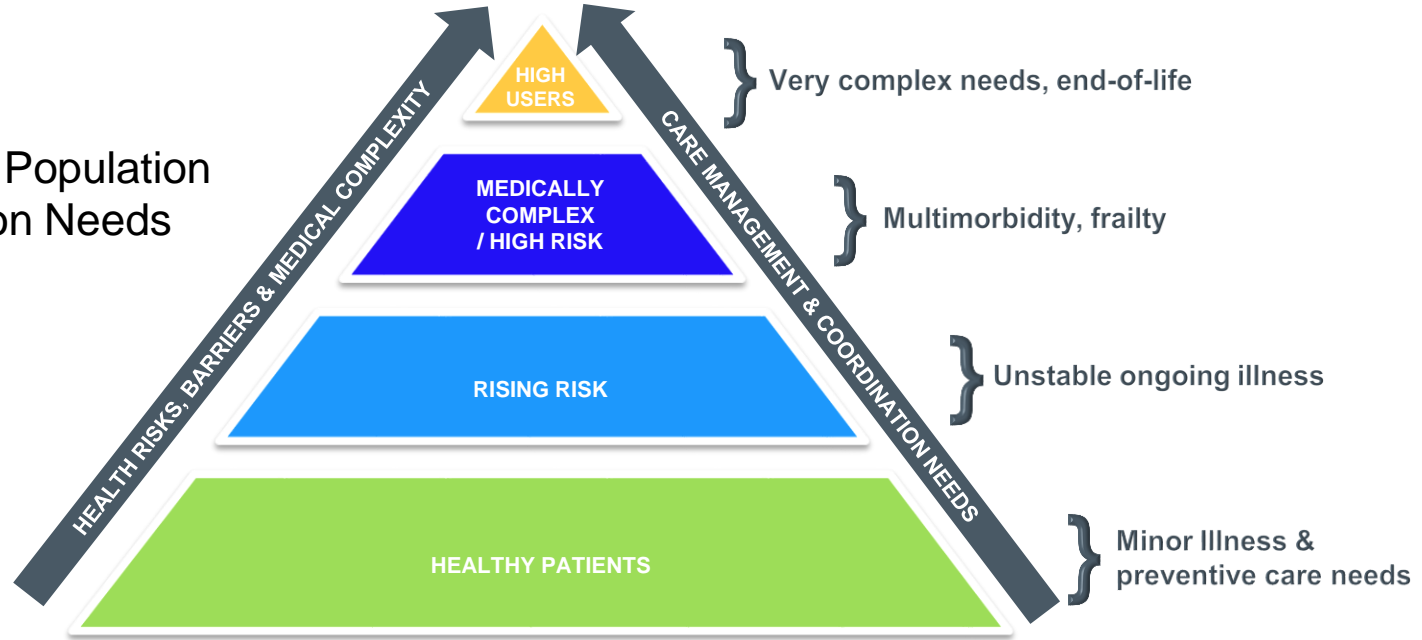 Population
on Needs
HEALTH RISKS, BARRIERS & MEDICAL COMPLEXITY
CARE MANAGEMENT & COORDINATION NEEDS
HIGH
USERS
Very complex needs, end-of-life
MEDICALLY
COMPLEX
/ HIGH RISK
Multimorbidity, frailty
RISING RISK
Unstable ongoing illness
HEALTHY PATIENTS
Minor Illness &
preventive care needs